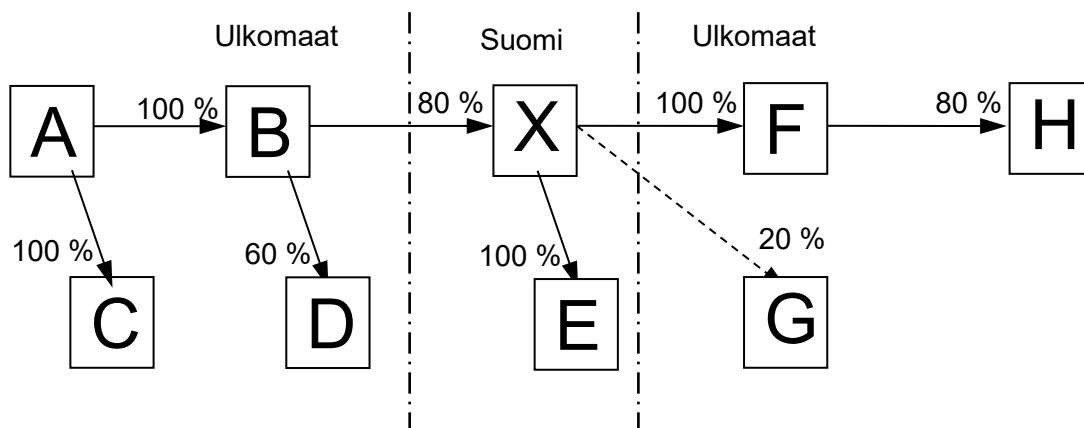 Ulkomaat
Suomi
Ulkomaat
A
100 %
B
80 %
X
100 %
F
80 %
H
100 %
60 %
100 %
20 %
C
D
E
G